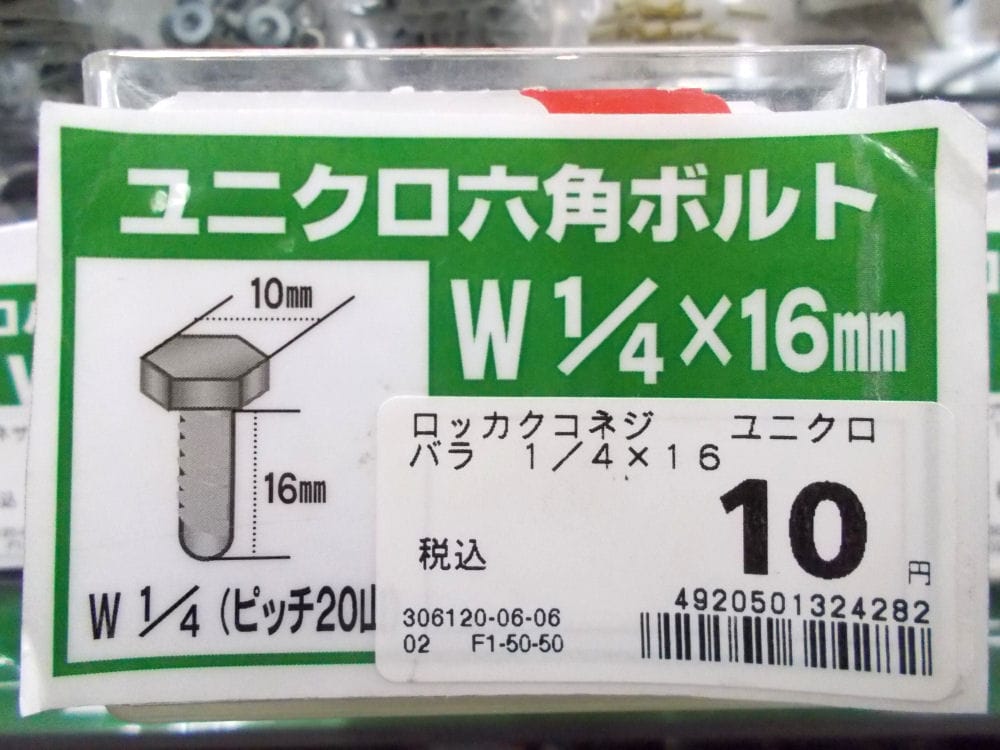 ユニクロ六角ボルト
W 1/4×16mm
10mm
16mm
W 1/4 (ピッチ20山
ロッカクコネジ ユニクロ
バラ 1/4×16
税込 10円
4920501324282
306120-06-06
02 F1-50-50